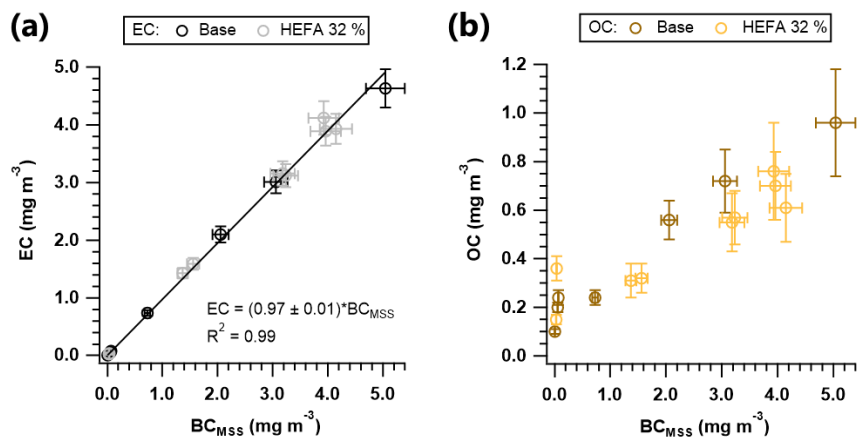 (a)
EC: Base HEFA 32 %
5.0
4.0
3.0
2.0
1.0
0.0
EC (mg m⁻³)
EC = (0.97 ± 0.01)*BC_MSS
R² = 0.99
0.0 1.0 2.0 3.0 4.0 5.0
BC_MSS (mg m⁻³)
(b)
OC: Base HEFA 32 %
1.2
1.0
0.8
0.6
0.4
0.2
0.0
OC (mg m⁻³)
0.0 1.0 2.0 3.0 4.0 5.0
BC_MSS (mg m⁻³)